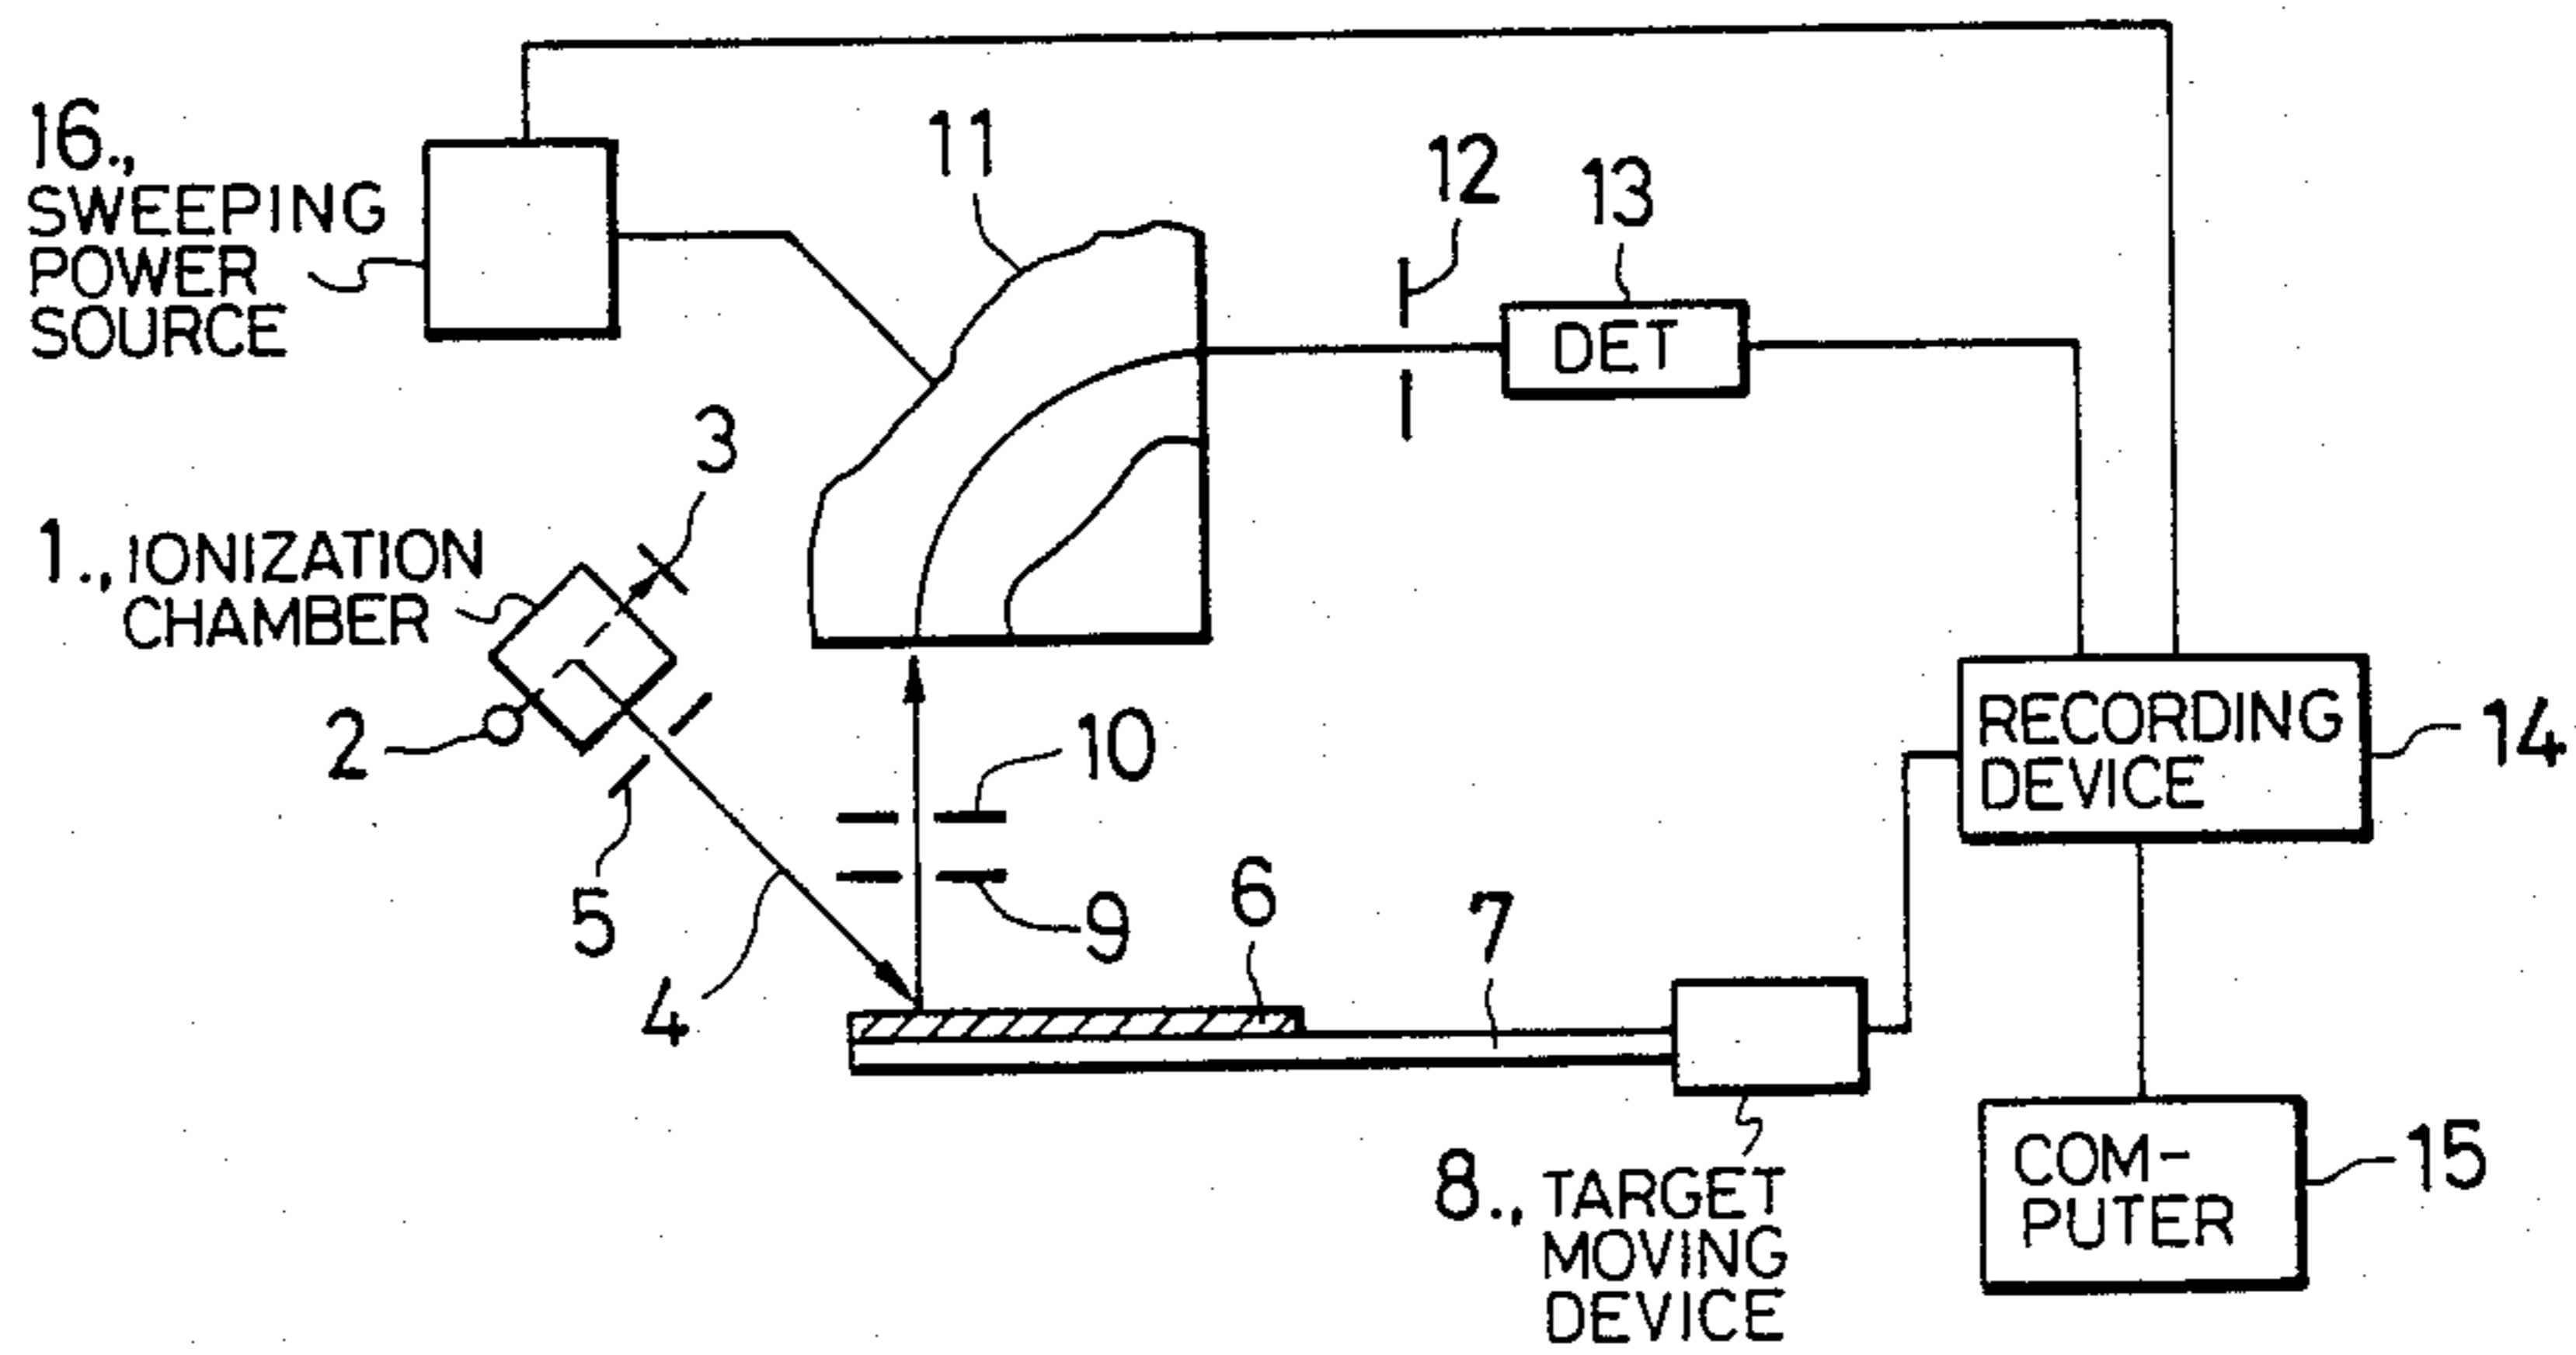 16.,
SWEEPING
POWER
SOURCE
11
12
13
DET
3
1., IONIZATION
CHAMBER
2
10
RECORDING
DEVICE
14
5
9
6
7
4
COM-
PUTER
15
8., TARGET
MOVING
DEVICE